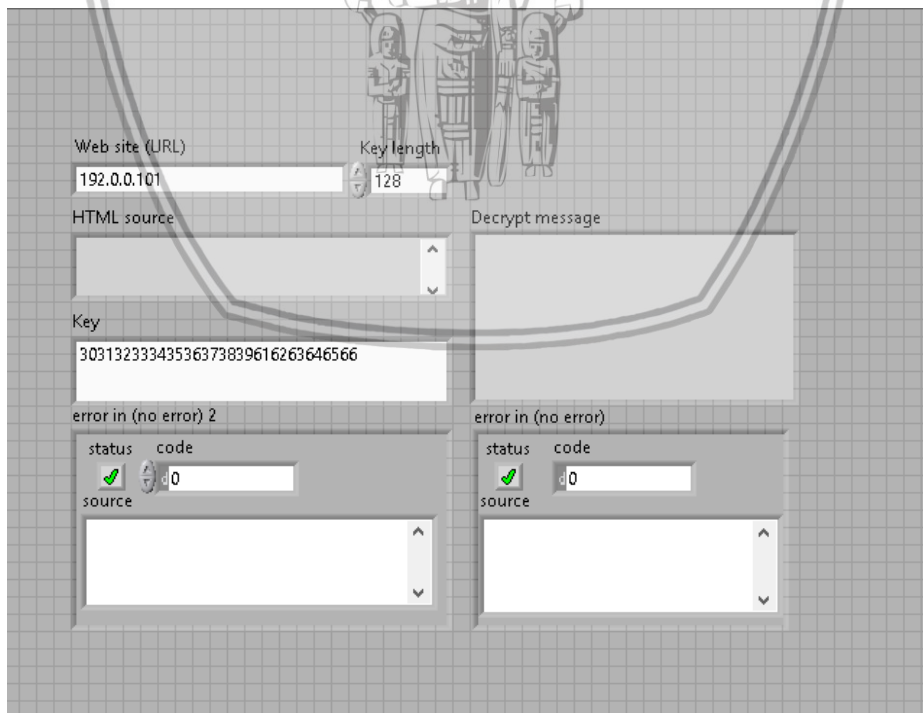 Web site (URL)
Key length
192.0.0.101
128
HTML source
Decrypt message
Key
30313233343536373839616263646566
error in (no error) 2
error in (no error)
status code
status code
d 0
d 0
source
source